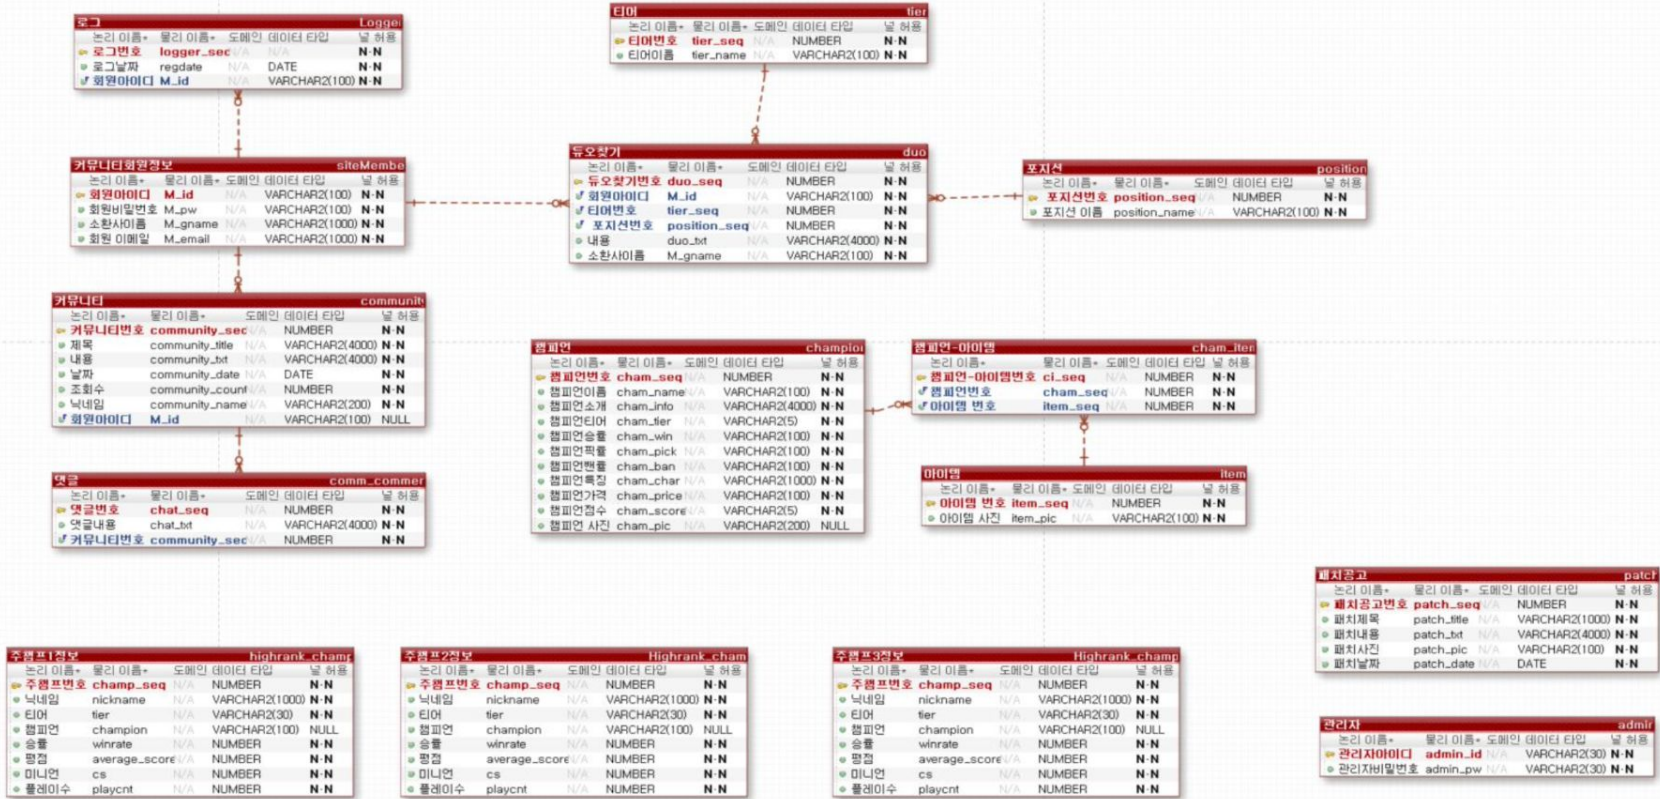 로그 Logger
논리 이름 물리 이름 도메인 데이터 타입 널 허용
로그번호 logger_sec N/A N/A N-N
로그날짜 regdate N/A DATE N-N
회원아이디 M_id N/A VARCHAR2(100) N-N
티어 tier
논리 이름 물리 이름 도메인 데이터 타입 널 허용
티어번호 tier_seq N/A NUMBER N-N
티어이름 tier_name N/A VARCHAR2(100) N-N
커뮤니티회원정보 siteMembe
논리 이름 물리 이름 도메인 데이터 타입 널 허용
회원아이디 M_id N/A VARCHAR2(100) N-N
회원비밀번호 M_pw N/A VARCHAR2(100) N-N
소환사이름 M_gname N/A VARCHAR2(1000) N-N
회원 이메일 M_email N/A VARCHAR2(1000) N-N
듀오찾기 duo
논리 이름 물리 이름 도메인 데이터 타입 널 허용
듀오찾기번호 duo_seq N/A NUMBER N-N
회원아이디 M_id N/A VARCHAR2(100) N-N
티어번호 tier_seq N/A NUMBER N-N
포지션번호 position_seq N/A NUMBER N-N
내용 duo_txt N/A VARCHAR2(4000) N-N
소환사이름 M_gname N/A VARCHAR2(100) N-N
포지션 position
논리 이름 물리 이름 도메인 데이터 타입 널 허용
포지션번호 position_seq N/A NUMBER N-N
포지션 이름 position_name N/A VARCHAR2(100) N-N
커뮤니티 communit
논리 이름 물리 이름 도메인 데이터 타입 널 허용
커뮤니티번호 community_sec N/A NUMBER N-N
제목 community_title N/A VARCHAR2(4000) N-N
내용 community_txt N/A VARCHAR2(4000) N-N
날짜 community_date N/A DATE N-N
조회수 community_count N/A NUMBER N-N
닉네임 community_name N/A VARCHAR2(200) N-N
회원아이디 M_id N/A VARCHAR2(100) NULL
챔피언 champion
논리 이름 물리 이름 도메인 데이터 타입 널 허용
챔피언번호 cham_seq N/A NUMBER N-N
챔피언이름 cham_name N/A VARCHAR2(100) N-N
챔피언소개 cham_info N/A VARCHAR2(4000) N-N
챔피언티어 cham_tier N/A VARCHAR2(5) N-N
챔피언승률 cham_win N/A VARCHAR2(100) N-N
챔피언픽률 cham_pick N/A VARCHAR2(100) N-N
챔피언밴률 cham_ban N/A VARCHAR2(100) N-N
챔피언특징 cham_char N/A VARCHAR2(1000) N-N
챔피언가격 cham_price N/A VARCHAR2(100) N-N
챔피언점수 cham_score N/A VARCHAR2(5) N-N
챔피언 사진 cham_pic N/A VARCHAR2(200) NULL
챔피언-아이템 cham_iten
논리 이름 물리 이름 도메인 데이터 타입 널 허용
챔피언-아이템번호 ci_seq N/A NUMBER N-N
챔피언번호 cham_seq N/A NUMBER N-N
아이템 번호 item_seq N/A NUMBER N-N
아이템 item
논리 이름 물리 이름 도메인 데이터 타입 널 허용
아이템 번호 item_seq N/A NUMBER N-N
아이템 사진 item_pic N/A VARCHAR2(100) N-N
댓글 comm_commer
논리 이름 물리 이름 도메인 데이터 타입 널 허용
댓글번호 chat_seq N/A NUMBER N-N
댓글내용 chat_txt N/A VARCHAR2(4000) N-N
커뮤니티번호 community_sec N/A NUMBER N-N
패치공고 patch
논리 이름 물리 이름 도메인 데이터 타입 널 허용
패치공고번호 patch_seq N/A NUMBER N-N
패치제목 patch_title N/A VARCHAR2(1000) N-N
패치내용 patch_txt N/A VARCHAR2(4000) N-N
패치사진 patch_pic N/A VARCHAR2(100) N-N
패치날짜 patch_date N/A DATE N-N
주챔프1정보 highrank_champ
논리 이름 물리 이름 도메인 데이터 타입 널 허용
주챔프번호 champ_seq N/A NUMBER N-N
닉네임 nickname N/A VARCHAR2(1000) N-N
티어 tier N/A VARCHAR2(30) N-N
챔피언 champion N/A VARCHAR2(100) NULL
승률 winrate N/A NUMBER N-N
평점 average_score N/A NUMBER N-N
미니언 cs N/A NUMBER N-N
플레이수 playcnt N/A NUMBER N-N
주챔프2정보 Highrank_cham
논리 이름 물리 이름 도메인 데이터 타입 널 허용
주챔프번호 champ_seq N/A NUMBER N-N
닉네임 nickname N/A VARCHAR2(1000) N-N
티어 tier N/A VARCHAR2(30) N-N
챔피언 champion N/A VARCHAR2(100) NULL
승률 winrate N/A NUMBER N-N
평점 average_score N/A NUMBER N-N
미니언 cs N/A NUMBER N-N
플레이수 playcnt N/A NUMBER N-N
주챔프3정보 Highrank_champ
논리 이름 물리 이름 도메인 데이터 타입 널 허용
주챔프번호 champ_seq N/A NUMBER N-N
닉네임 nickname N/A VARCHAR2(1000) N-N
티어 tier N/A VARCHAR2(30) N-N
챔피언 champion N/A VARCHAR2(100) NULL
승률 winrate N/A NUMBER N-N
평점 average_score N/A NUMBER N-N
미니언 cs N/A NUMBER N-N
플레이수 playcnt N/A NUMBER N-N
관리자 admin
논리 이름 물리 이름 도메인 데이터 타입 널 허용
관리자아이디 admin_id N/A VARCHAR2(30) N-N
관리자비밀번호 admin_pw N/A VARCHAR2(30) N-N